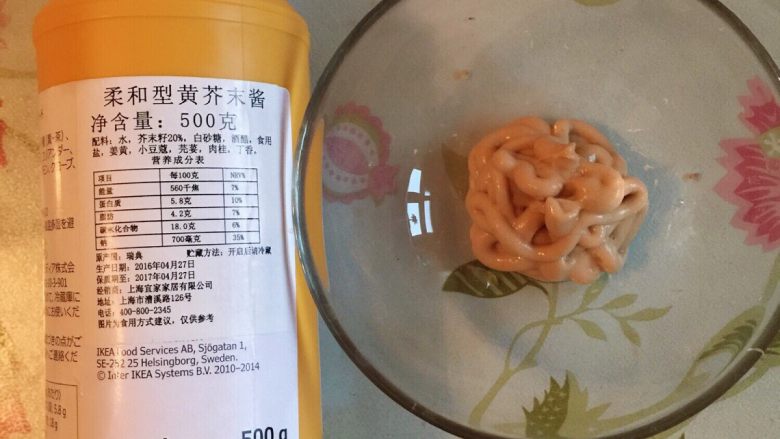 柔和型黄芥末酱
净含量：500克
配料：水，芥末籽20%，白砂糖，酒醋，食用
盐，姜黄，小豆蔻，芫荽，肉桂，丁香。
营养成分表
项目 每100克 NRV%
能量 560千焦 7%
蛋白质 5.8克 10%
脂肪 4.2克 7%
碳水化合物 18.0克 6%
钠 700毫克 35%
原产国：瑞典 贮藏方法：开启后请冷藏
生产日期：2016年04月27日
保质期至：2017年04月27日
经销商：上海宜家家居有限公司
地址：上海市漕溪路126号
电话：400-800-2345
图片为食用方式建议，仅供参考
IKEA Food Services AB, Sjögatan 1,
SE-252 25 Helsingborg, Sweden.
© Inter IKEA Systems B.V. 2010-2014
500 g